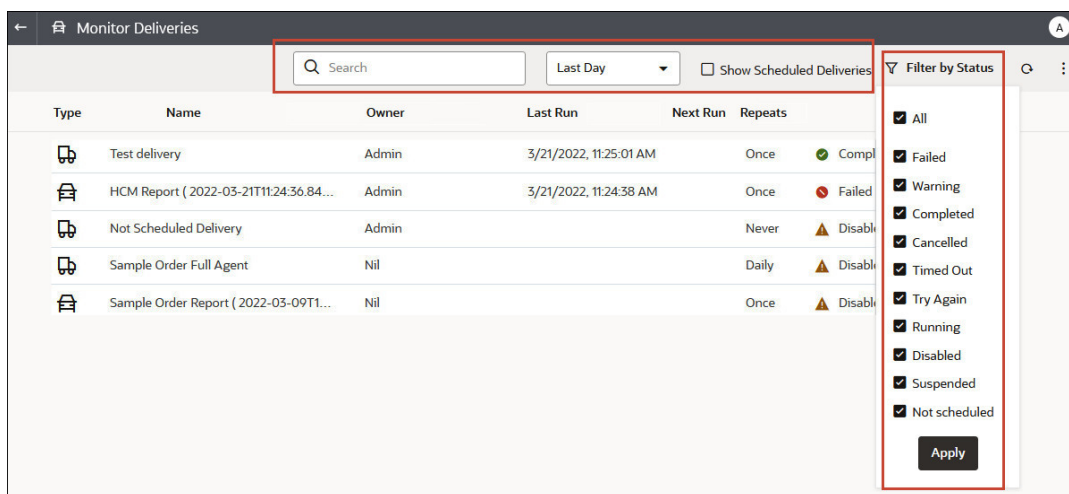 Monitor Deliveries
A
Search
Last Day
Show Scheduled Deliveries
Filter by Status
Type Name Owner Last Run Next Run Repeats
All
Test delivery Admin 3/21/2022, 11:25:01 AM Once Compl
Failed
HCM Report ( 2022-03-21T11:24:36.84... Admin 3/21/2022, 11:24:38 AM Once Failed
Warning
Completed
Not Scheduled Delivery Admin Never Disabl
Cancelled
Sample Order Full Agent Nil Daily Disabl
Timed Out
Try Again
Sample Order Report ( 2022-03-09T1... Nil Once Disabl
Running
Disabled
Suspended
Not scheduled
Apply